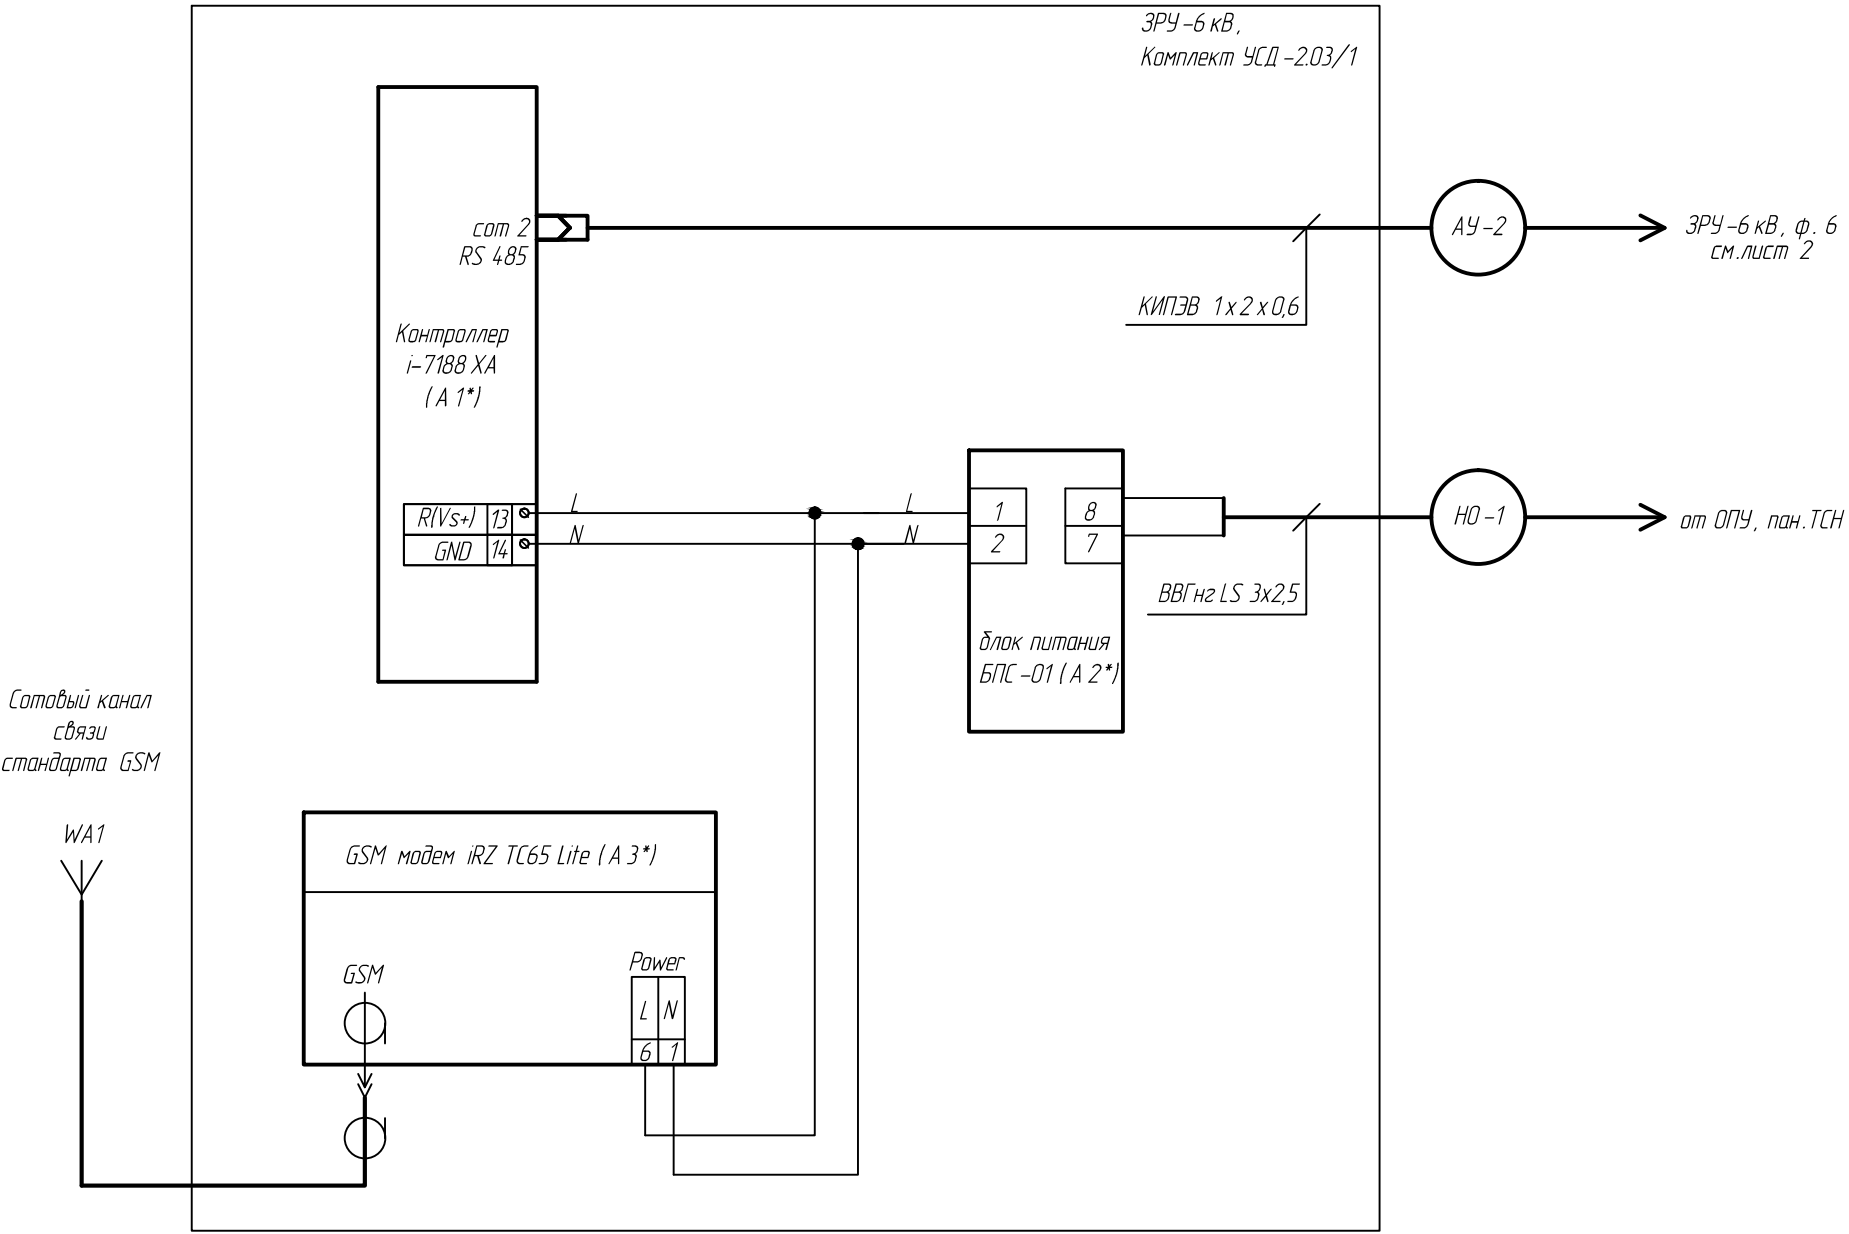 ЗРУ-6 кВ,
Комплект УСД-2.03/1
com 2
RS 485
АУ-2
ЗРУ-6 кВ, ф. 6
см.лист 2
КИПЭВ 1х2х0,6
Контроллер
i-7188 XA
(А 1*)
R(Vs+) 13
GND 14
L
N
L
N
1
2
8
7
НО-1
от ОПУ, пан.ТСН
ВВГнг LS 3х2,5
блок питания
БПС-01 (А 2*)
Сотовый канал
связи
стандарта GSM
WA1
GSM модем iRZ TC65 Lite (А 3*)
GSM
Power
L N
6 1